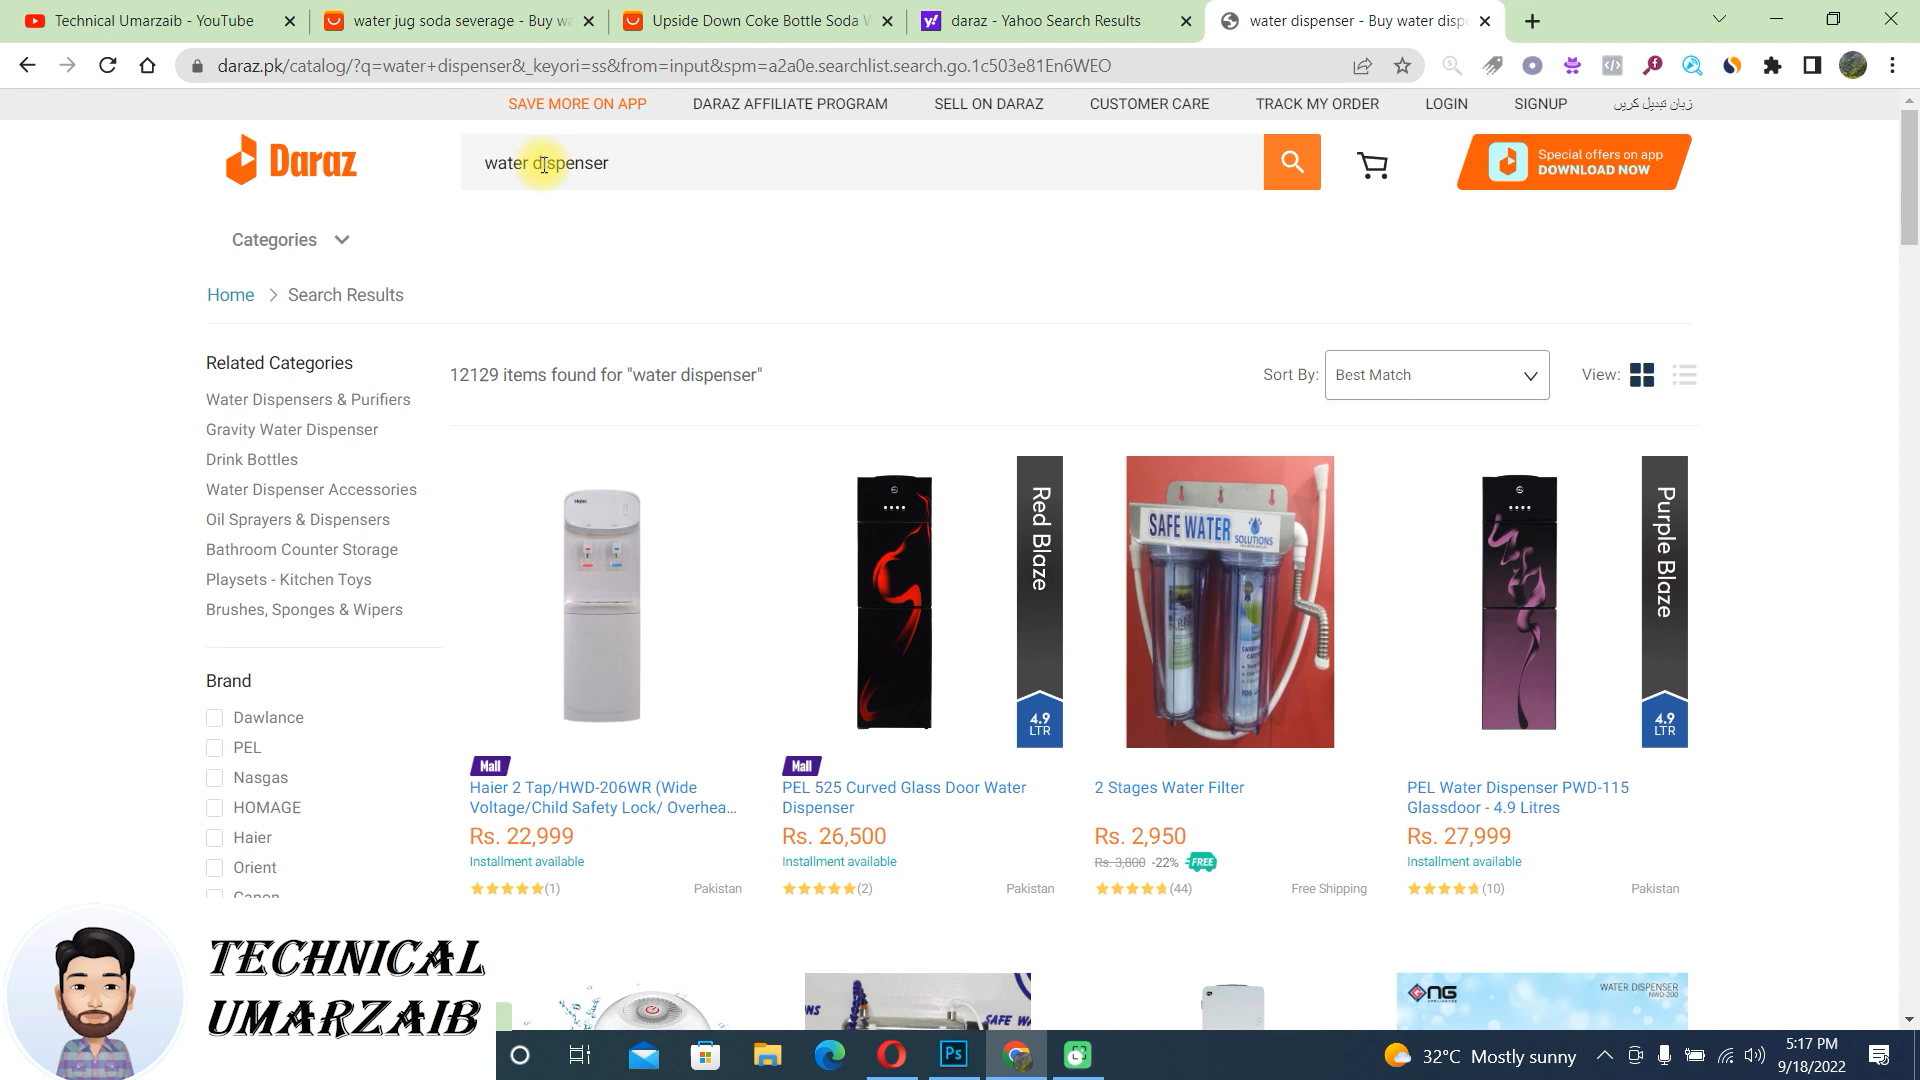 Technical Umarzaib - YouTube
water jug soda severage - Buy wa
Upside Down Coke Bottle Soda
daraz - Yahoo Search Results
water dispenser - Buy water disp
daraz.pk/catalog/?q=water+dispenser&_keyori=ss&from=input&spm=a2a0e.searchlist.search.go.1c503e81En6WEO
SAVE MORE ON APP
DARAZ AFFILIATE PROGRAM
SELL ON DARAZ
CUSTOMER CARE
TRACK MY ORDER
LOGIN
SIGNUP
زبان تبدیل کریں
Daraz
water dispenser
Special offers on app
DOWNLOAD NOW
Categories
Home > Search Results
Related Categories
Water Dispensers & Purifiers
Gravity Water Dispenser
Drink Bottles
Water Dispenser Accessories
Oil Sprayers & Dispensers
Bathroom Counter Storage
Playsets - Kitchen Toys
Brushes, Sponges & Wipers
Brand
Dawlance
PEL
Nasgas
HOMAGE
Haier
Orient
Canon
12129 items found for "water dispenser"
Sort By:
Best Match
View:
Haier
Mall
Haier 2 Tap/HWD-206WR (Wide
Voltage/Child Safety Lock/ Overhea...
Rs. 22,999
Installment available
(1)
Pakistan
Red Blaze
4.9
LTR
Mall
PEL 525 Curved Glass Door Water
Dispenser
Rs. 26,500
Installment available
(2)
Pakistan
SAFE WATER
SOLUTIONS
2 Stages Water Filter
Rs. 2,950
Rs. 3,800 -22% FREE
(44)
Free Shipping
Purple Blaze
4.9
LTR
PEL Water Dispenser PWD-115
Glassdoor - 4.9 Litres
Rs. 27,999
Installment available
(10)
Pakistan
SAFE
NG
WATER DISPENSER
NWD-200
TECHNICAL
UMARZAIB
Ps
32°C Mostly sunny
5:17 PM
9/18/2022